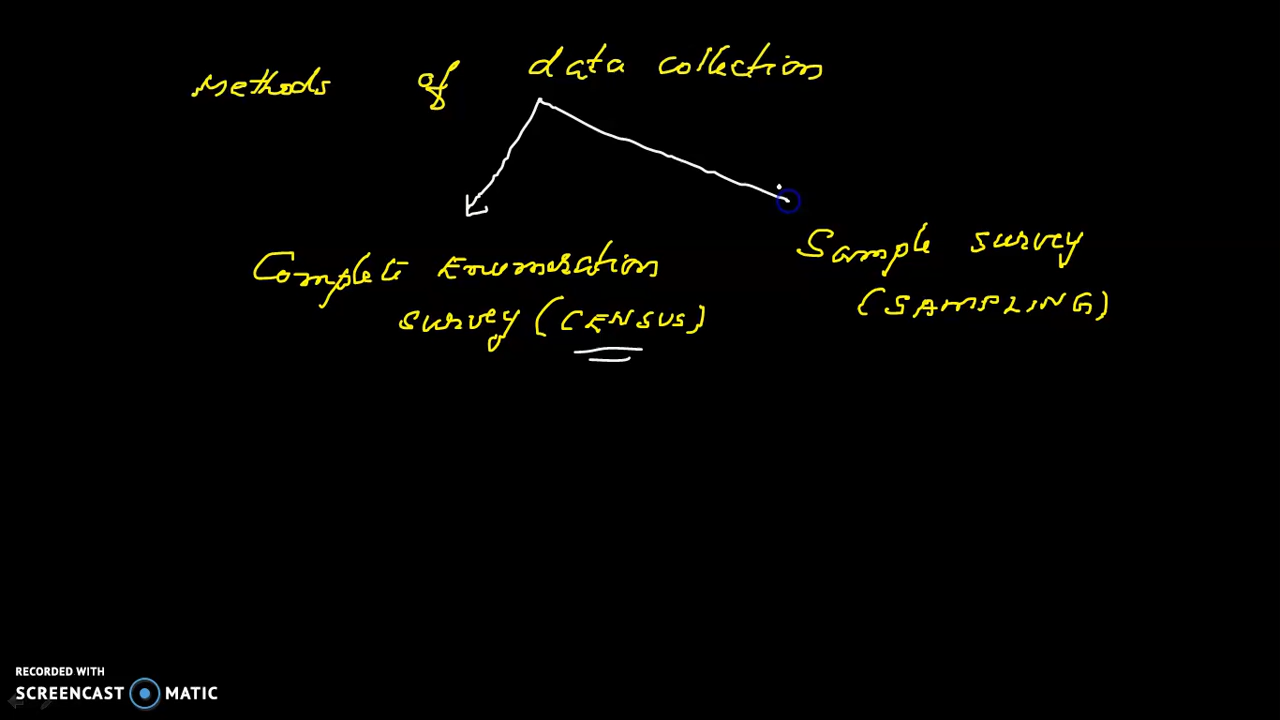 Methods of data collection
Complete Enumeration
survey (CENSUS)
Sample survey
(SAMPLING)
RECORDED WITH
SCREENCAST MATIC